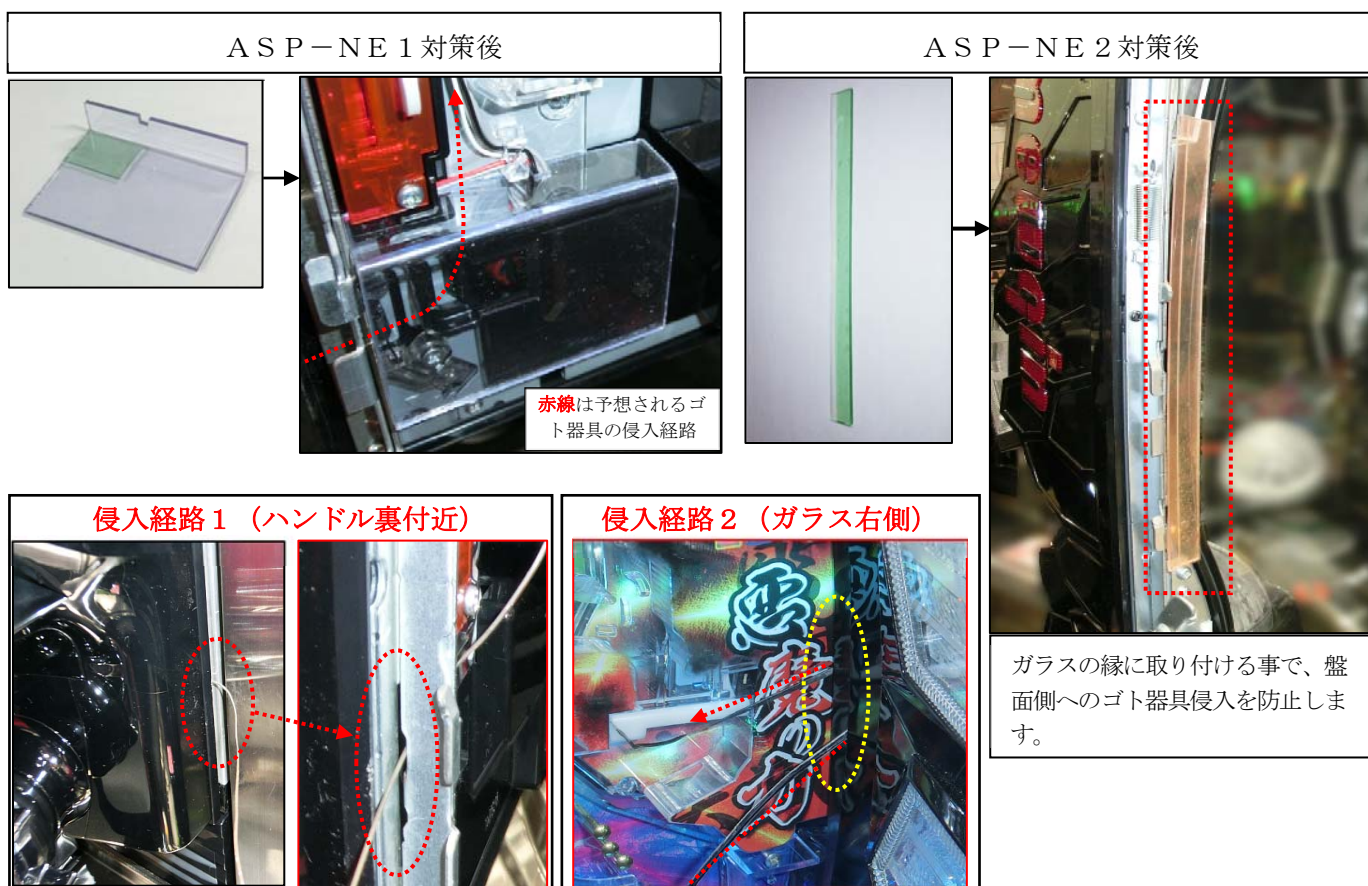 ＡＳＰ－ＮＥ１対策後
ＡＳＰ－ＮＥ２対策後
赤線は予想されるゴ
ト器具の侵入経路
侵入経路１（ハンドル裏付近）
侵入経路２（ガラス右側）
ガラスの縁に取り付ける事で、盤
面側へのゴト器具侵入を防止しま
す。